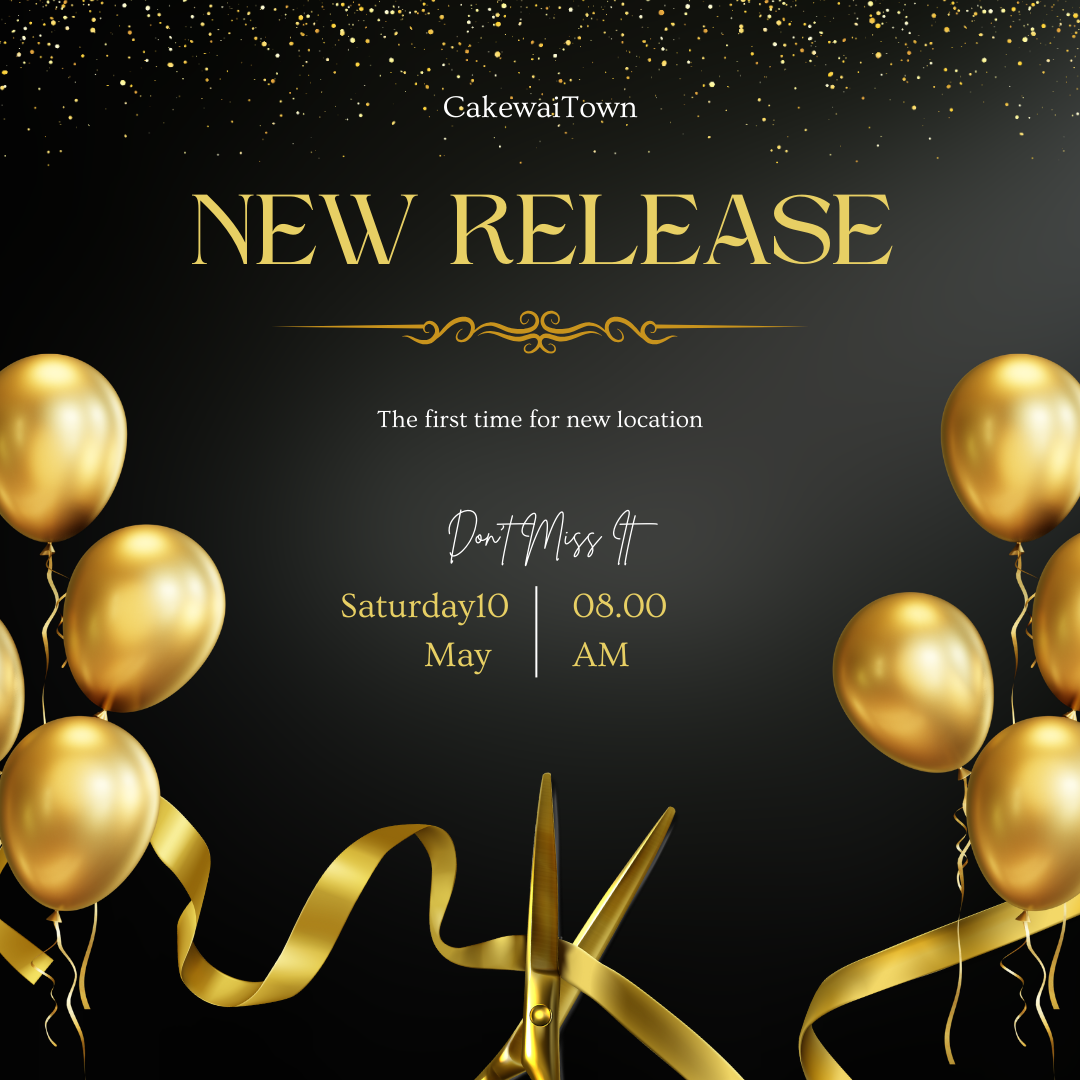 CakewaiTown
NEW RELEASE
The first time for new location
Don't Miss It
Saturday10
May
08.00
AM